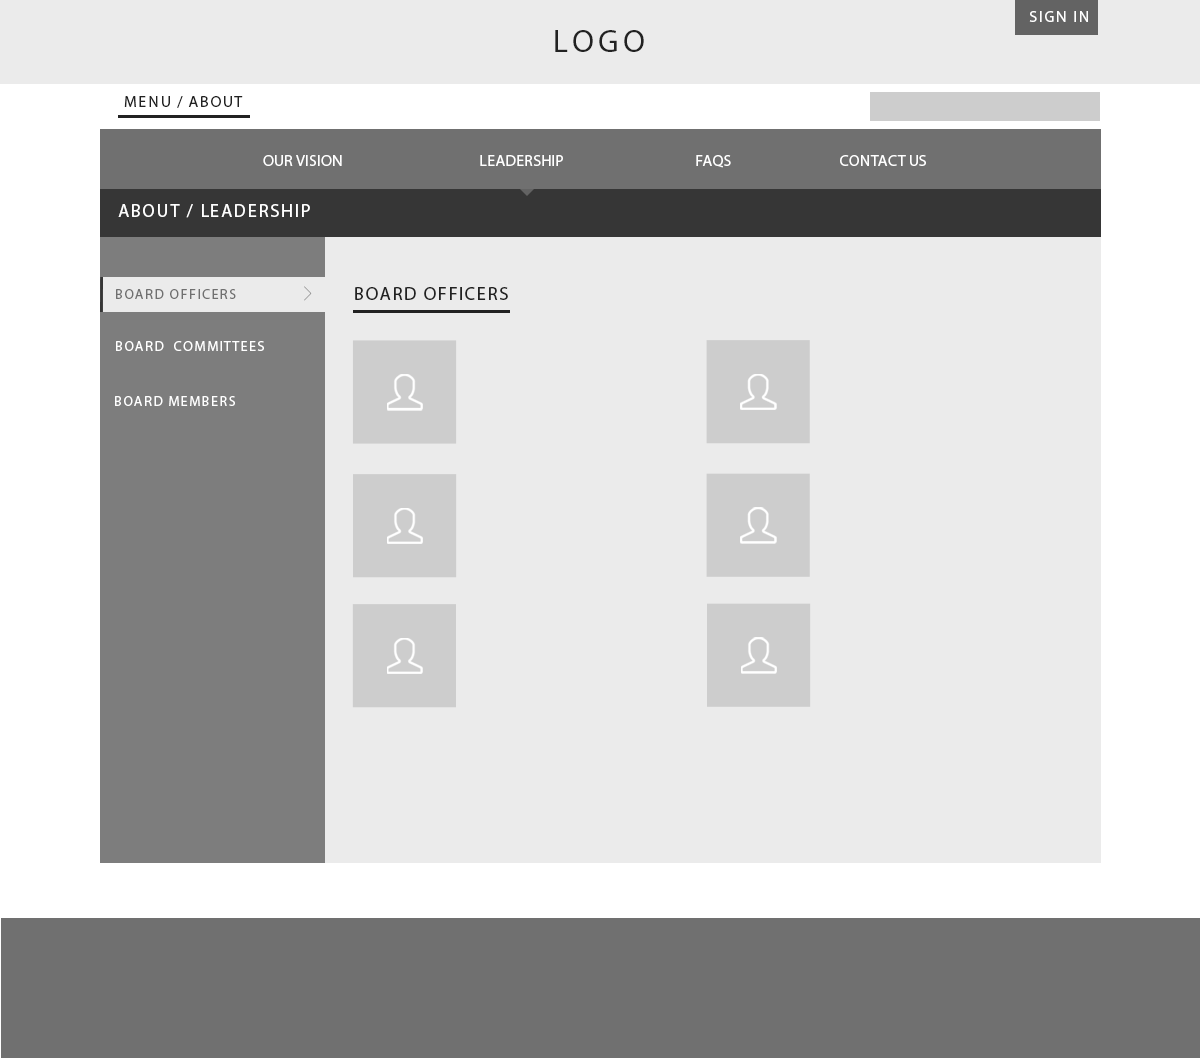 SIGN IN
LOGO
MENU / ABOUT
OUR VISION LEADERSHIP FAQS CONTACT US
ABOUT / LEADERSHIP
BOARD OFFICERS
BOARD COMMITTEES
BOARD MEMBERS
BOARD OFFICERS